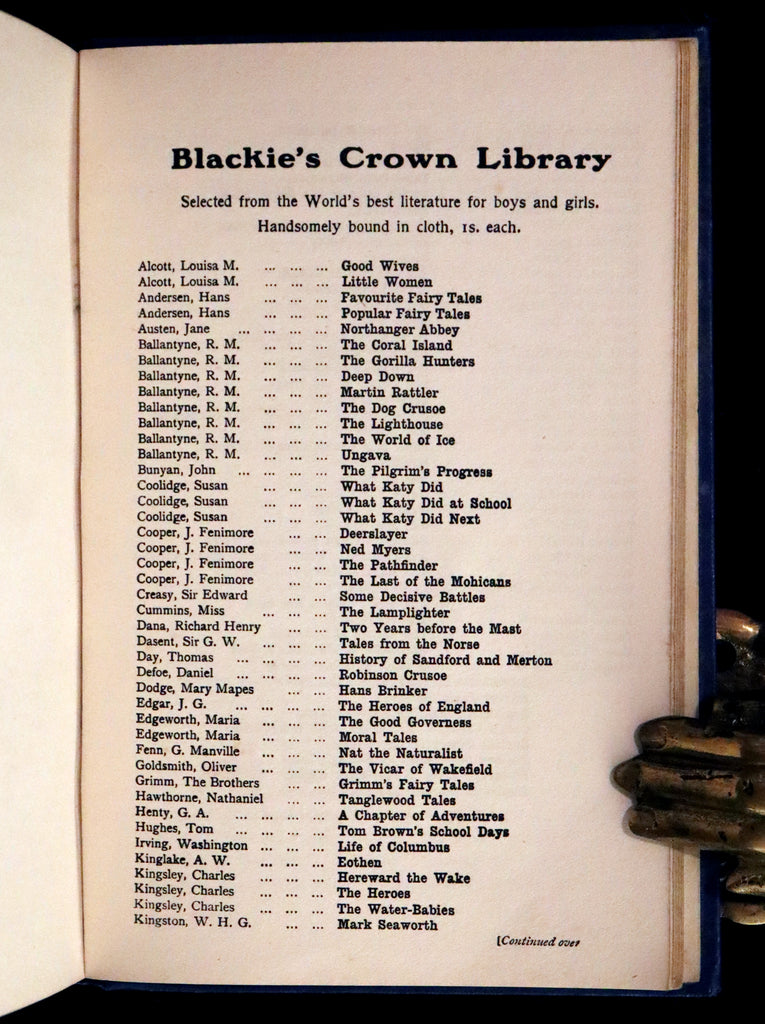 Blackie's Crown Library
Selected from the World's best literature for boys and girls.
Handsomely bound in cloth, 1s. each.
Alcott, Louisa M. ... ... ... Good Wives
Alcott, Louisa M. ... ... ... Little Women
Andersen, Hans ... ... ... Favourite Fairy Tales
Andersen, Hans ... ... ... Popular Fairy Tales
Austen, Jane ... ... ... ... Northanger Abbey
Ballantyne, R. M. ... ... ... The Coral Island
Ballantyne, R. M. ... ... ... The Gorilla Hunters
Ballantyne, R. M. ... ... ... Deep Down
Ballantyne, R. M. ... ... ... Martin Rattler
Ballantyne, R. M. ... ... ... The Dog Crusoe
Ballantyne, R. M. ... ... ... The Lighthouse
Ballantyne, R. M. ... ... ... The World of Ice
Ballantyne, R. M. ... ... ... Ungava
Bunyan, John ... ... ... ... The Pilgrim's Progress
Coolidge, Susan ... ... ... What Katy Did
Coolidge, Susan ... ... ... What Katy Did at School
Coolidge, Susan ... ... ... What Katy Did Next
Cooper, J. Fenimore ... ... Deerslayer
Cooper, J. Fenimore ... ... Ned Myers
Cooper, J. Fenimore ... ... The Pathfinder
Cooper, J. Fenimore ... ... The Last of the Mohicans
Creasy, Sir Edward ... ... Some Decisive Battles
Cummins, Miss ... ... ... The Lamplighter
Dana, Richard Henry ... ... Two Years before the Mast
Dasent, Sir G. W. ... ... ... Tales from the Norse
Day, Thomas ... ... ... ... History of Sandford and Merton
Defoe, Daniel ... ... ... ... Robinson Crusoe
Dodge, Mary Mapes ... ... Hans Brinker
Edgar, J. G. ... ... ... ... The Heroes of England
Edgeworth, Maria ... ... ... The Good Governess
Edgeworth, Maria ... ... ... Moral Tales
Fenn, G. Manville ... ... ... Nat the Naturalist
Goldsmith, Oliver ... ... ... The Vicar of Wakefield
Grimm, The Brothers ... ... Grimm's Fairy Tales
Hawthorne, Nathaniel ... ... Tanglewood Tales
Henty, G. A. ... ... ... ... A Chapter of Adventures
Hughes, Tom ... ... ... ... Tom Brown's School Days
Irving, Washington ... ... ... Life of Columbus
Kinglake, A. W. ... ... ... Eothen
Kingsley, Charles ... ... ... Hereward the Wake
Kingsley, Charles ... ... ... The Heroes
Kingsley, Charles ... ... ... The Water-Babies
Kingston, W. H. G. ... ... Mark Seaworth
[Continued over